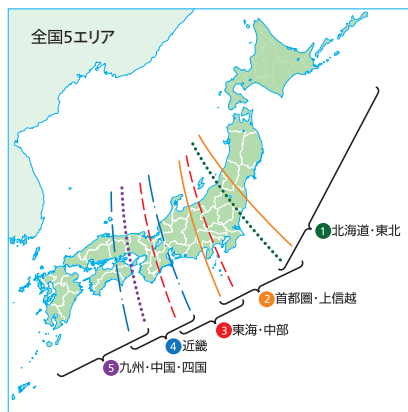 全国5エリア
1北海道・東北
2首都圏・上信越
3東海・中部
4近畿
5九州・中国・四国